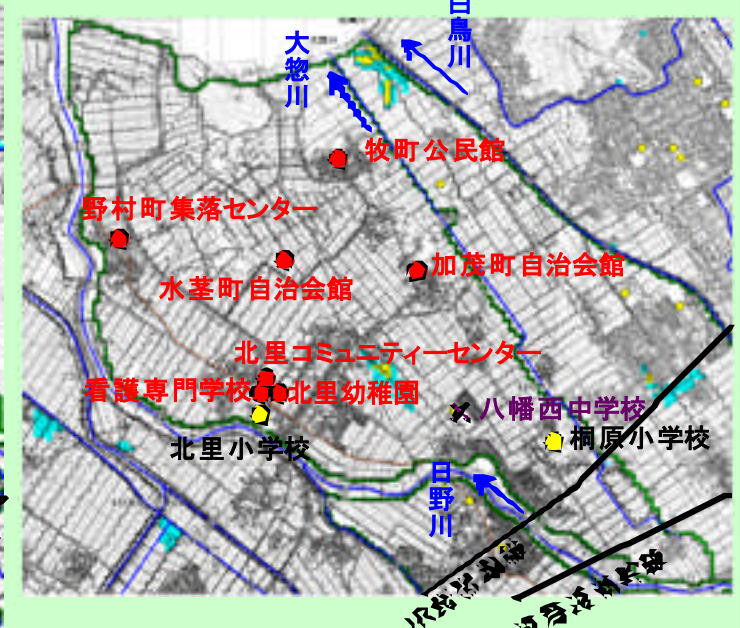 白鳥川
大惣川
牧町公民館
野村町集落センター
加茂町自治会館
水茎町自治会館
北里コミュニティーセンター
看護専門学校
北里幼稚園
八幡西中学校
北里小学校
桐原小学校
日野川